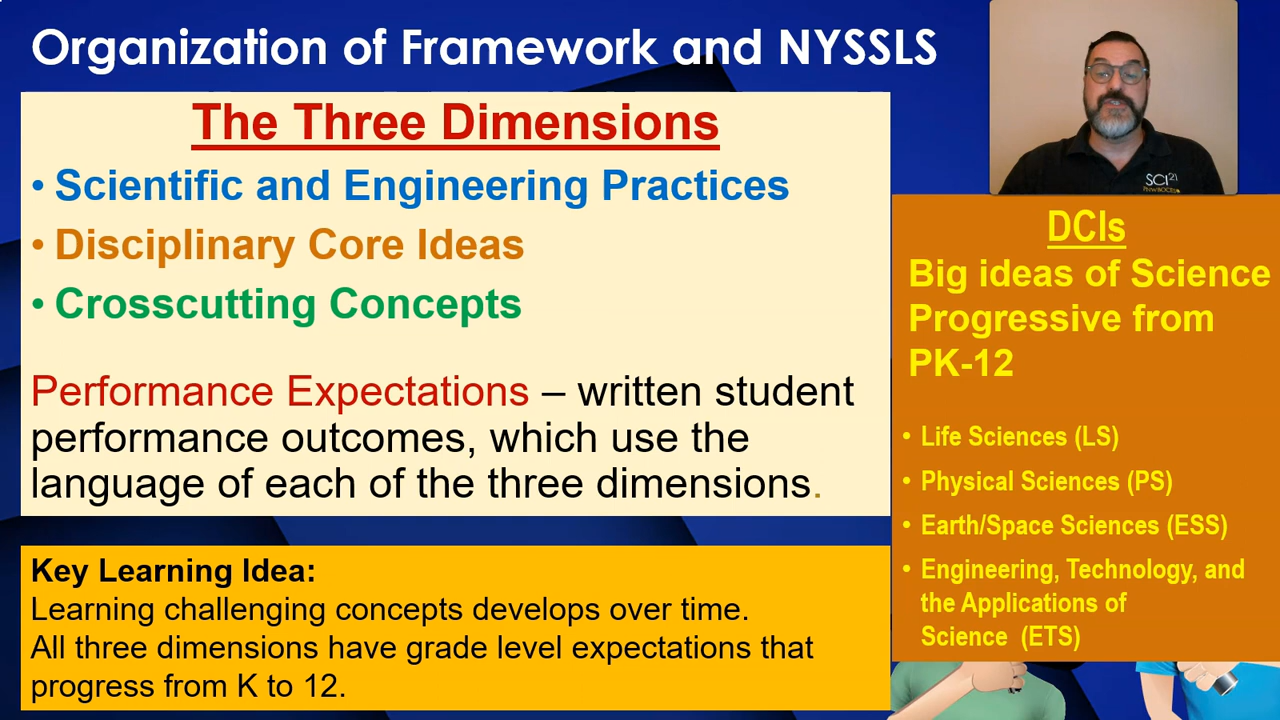 Organization of Framework and NYSSLS
The Three Dimensions
• Scientific and Engineering Practices
• Disciplinary Core Ideas
• Crosscutting Concepts
Performance Expectations – written student
performance outcomes, which use the
language of each of the three dimensions.
Key Learning Idea:
Learning challenging concepts develops over time.
All three dimensions have grade level expectations that
progress from K to 12.
SCI21
DCIs
Big ideas of Science
Progressive from
PK-12
• Life Sciences (LS)
• Physical Sciences (PS)
• Earth/Space Sciences (ESS)
• Engineering, Technology, and
the Applications of
Science (ETS)